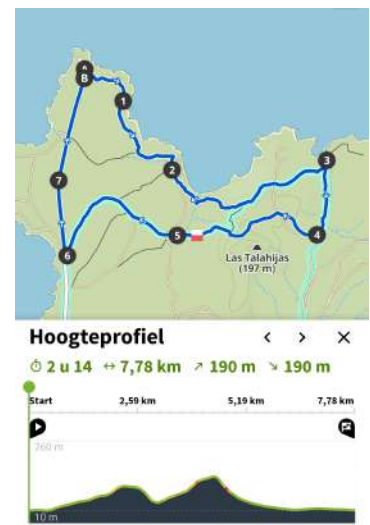 B
1
2
3
7
5
4
6
Las Talahijas
(197 m)
Hoogteprofiel
2 u 14 7,78 km 190 m 190 m
Start 2,59 km 5,19 km 7,78 km
260 m
10 m